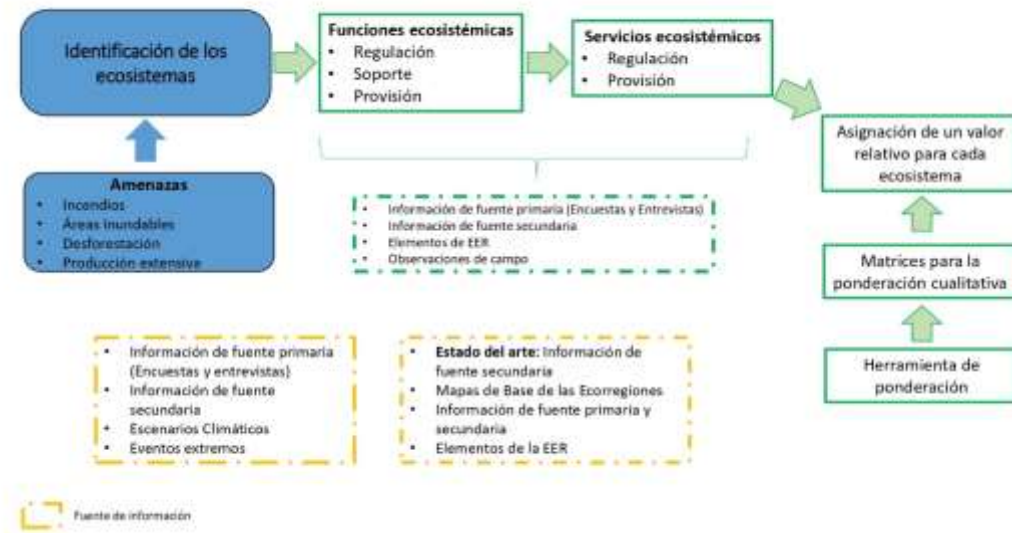 Identificación de los
ecosistemas
Funciones ecosistémicas
• Regulación
• Soporte
• Provisión
Servicios ecosistémicos
• Regulación
• Provisión
Asignación de un valor
relativo para cada
ecosistema
Amenazas
• Incendios
• Áreas Inundables
• Desforestación
• Producción extensiva
• Información de fuente primaria (Encuestas y Entrevistas)
• Información de fuente secundaria
• Elementos de EER
• Observaciones de campo
Matrices para la
ponderación cualitativa
Herramienta de
ponderación
• Información de fuente primaria
(Encuestas y entrevistas)
• Información de fuente
secundaria
• Escenarios Climáticos
• Eventos extremos
• Estado del arte: Información de
fuente secundaria
• Mapas de Base de las Ecorregiones
• Información de fuente primaria y
secundaria
• Elementos de la EER
Fuente de información